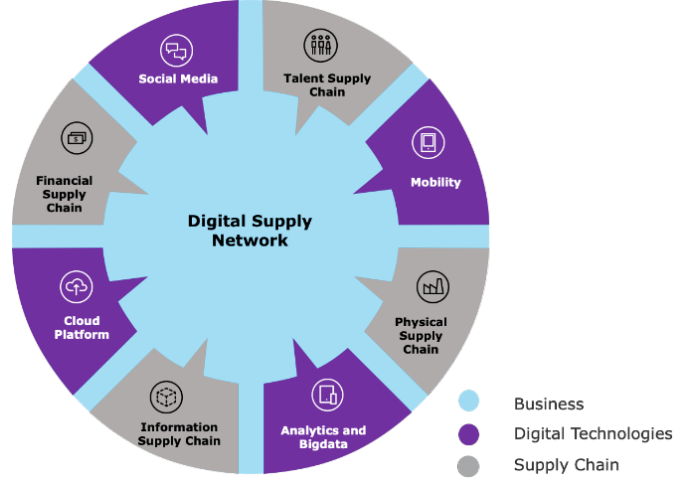 Social Media
Talent Supply
Chain
Mobility
Physical
Supply
Chain
Analytics and
Bigdata
Information
Supply Chain
Cloud
Platform
Financial
Supply
Chain
$
Digital Supply
Network
Business
Digital Technologies
Supply Chain